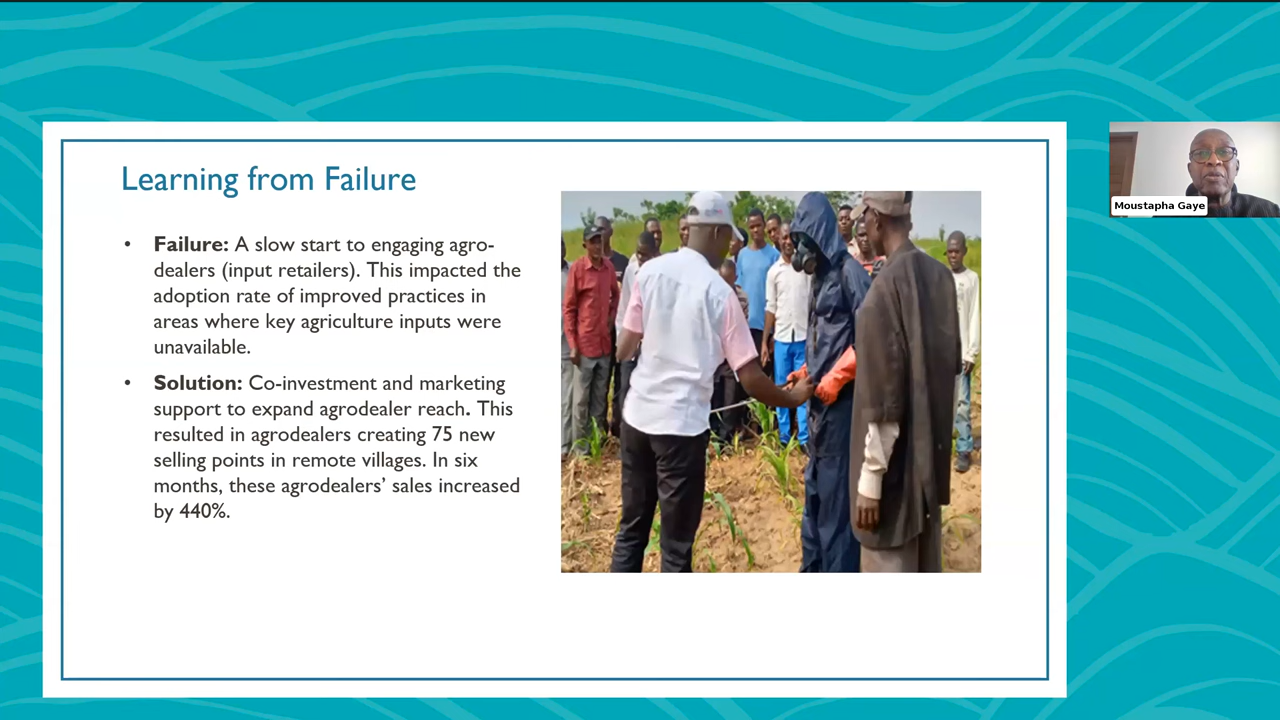 Learning from Failure
• Failure: A slow start to engaging agro-
dealers (input retailers). This impacted the
adoption rate of improved practices in
areas where key agriculture inputs were
unavailable.
• Solution: Co-investment and marketing
support to expand agrodealer reach. This
resulted in agrodealers creating 75 new
selling points in remote villages. In six
months, these agrodealers’ sales increased
by 440%.
Moustapha Gaye